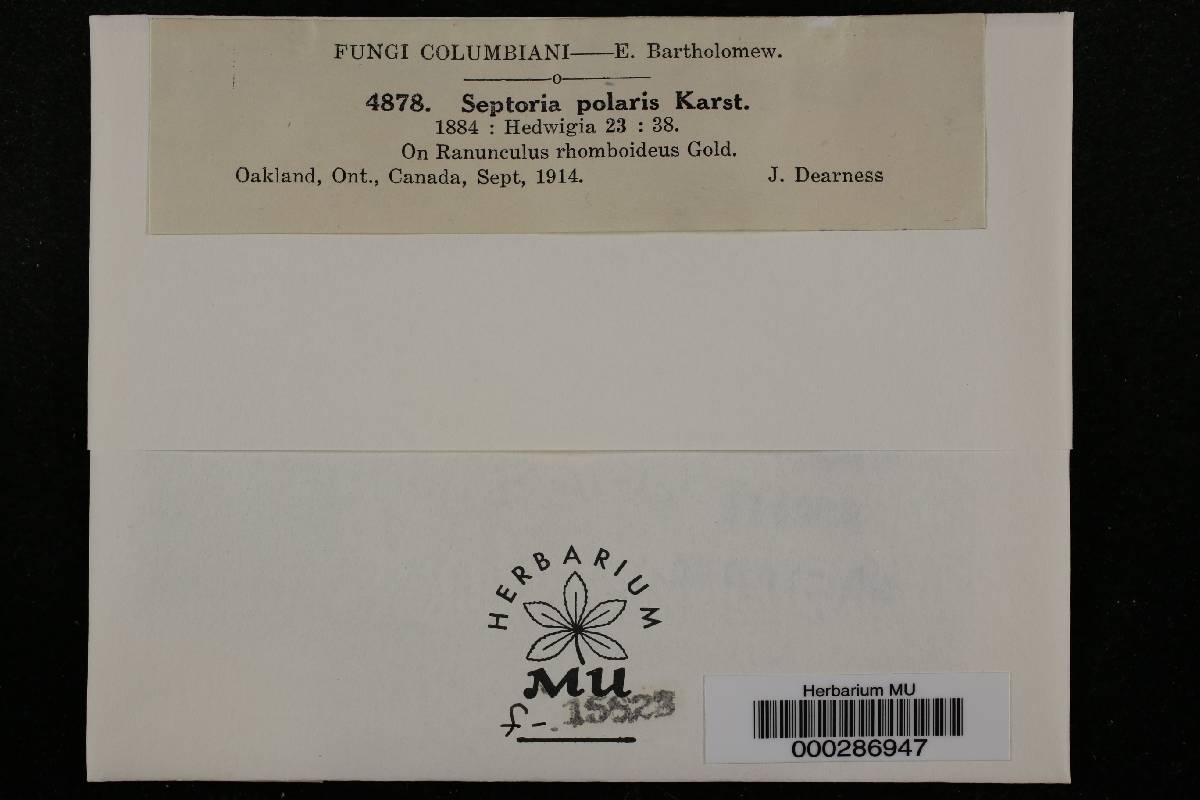 FUNGI COLUMBIANI——E. Bartholomew.
4878. Septoria polaris Karst.
1884 : Hedwigia 23 : 38.
On Ranunculus rhomboideus Gold.
Oakland, Ont., Canada, Sept, 1914. J. Dearness
HERBARIUM
MU
f-15523
Herbarium MU
000286947